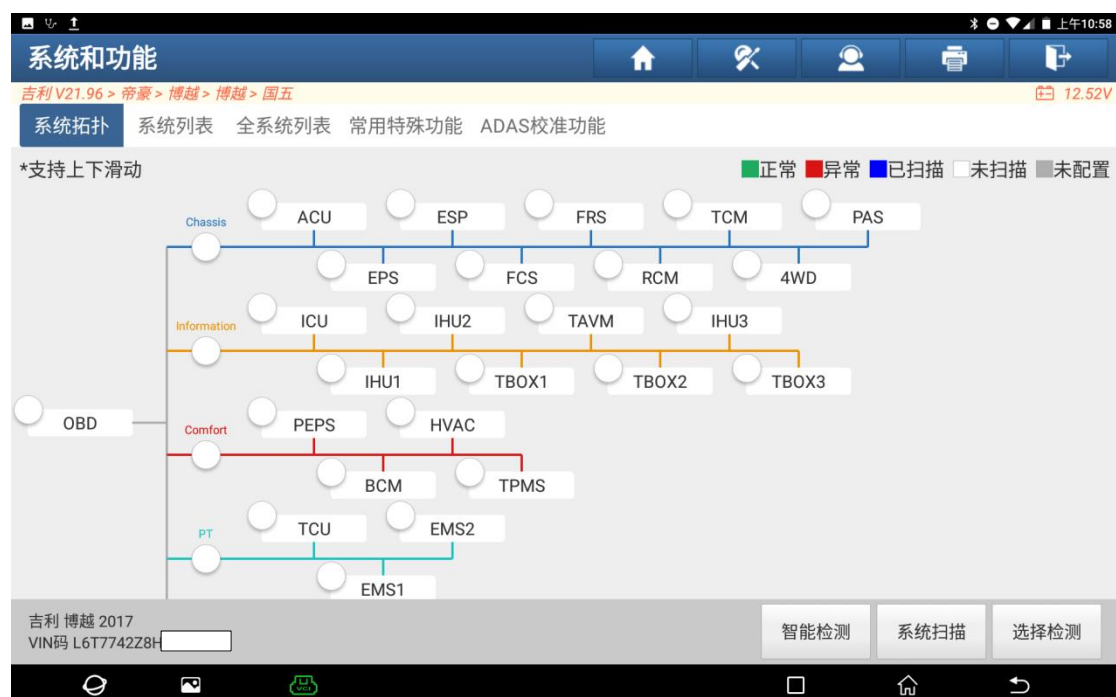 上午10:58
系统和功能
吉利 V21.96 > 帝豪 > 博越 > 博越 > 国五
12.52V
系统拓扑 系统列表 全系统列表 常用特殊功能 ADAS校准功能
*支持上下滑动
正常 异常 已扫描 未扫描 未配置
Chassis
ACU ESP FRS TCM PAS
EPS FCS RCM 4WD
Information
ICU IHU2 TAVM IHU3
IHU1 TBOX1 TBOX2 TBOX3
OBD
Comfort
PEPS HVAC
BCM TPMS
PT
TCU EMS2
EMS1
吉利 博越 2017
VIN码 L6T7742Z8H
智能检测 系统扫描 选择检测
VCI